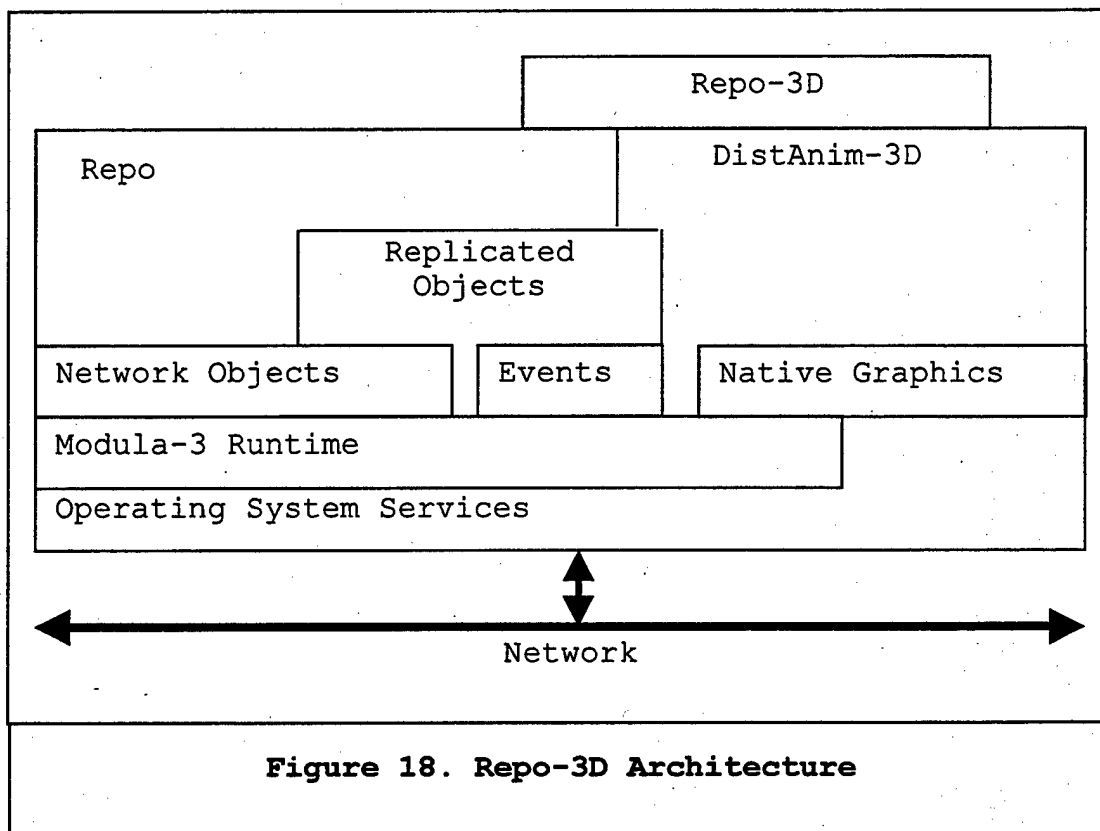 Repo-3D
Repo
DistAnim-3D
Replicated
Objects
Network Objects
Events
Native Graphics
Modula-3 Runtime
Operating System Services
Network
Figure 18. Repo-3D Architecture